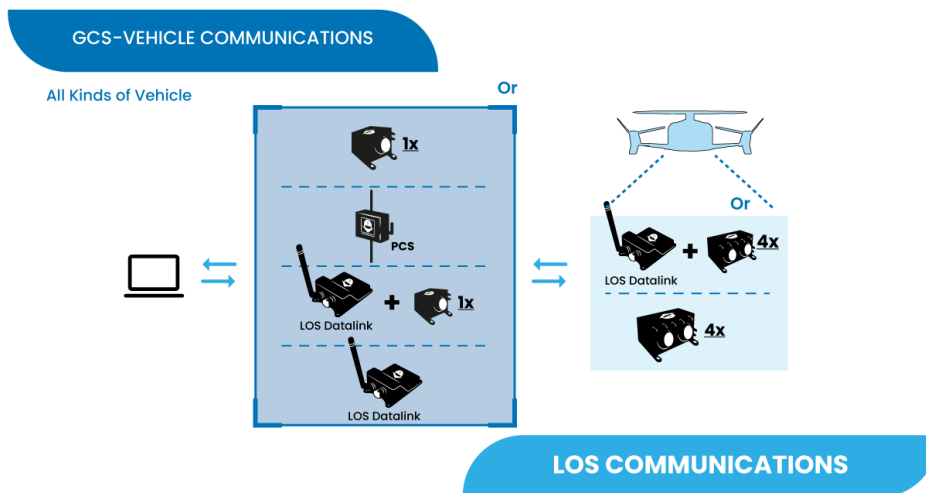 GCS-VEHICLE COMMUNICATIONS
All Kinds of Vehicle
Or
1x
PCS
LOS Datalink
+
1x
LOS Datalink
Or
+
4x
LOS Datalink
4x
LOS COMMUNICATIONS